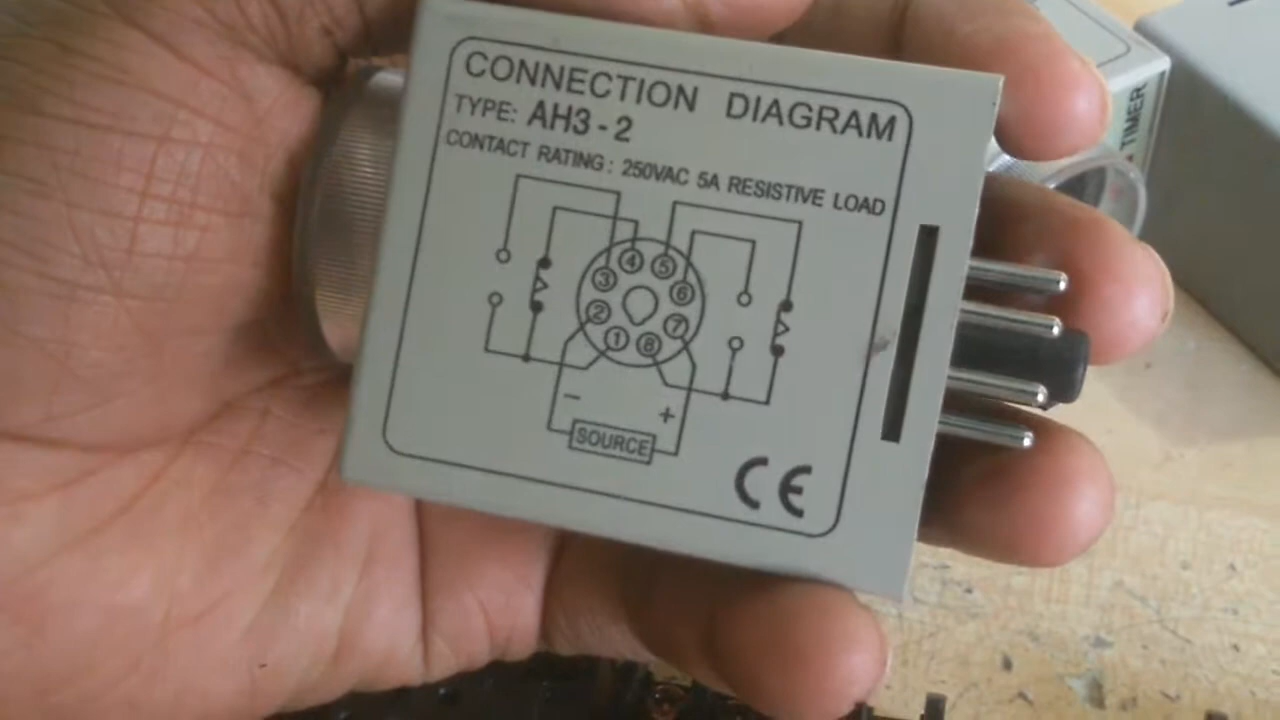 CONNECTION DIAGRAM
TYPE: AH3-2
CONTACT RATING: 250VAC 5A RESISTIVE LOAD
4 5
3 6
2 7
1 8
- +
SOURCE
CE
TIMER